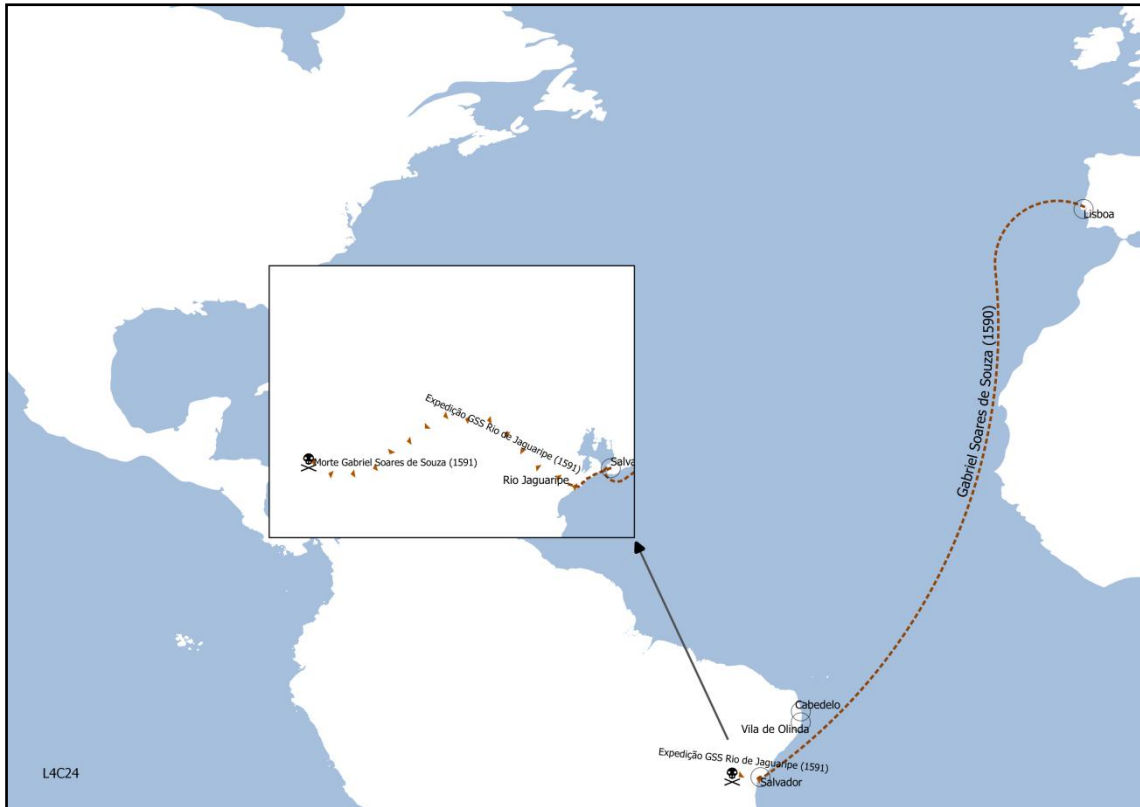 Lisboa
Gabriel Soares de Souza (1590)
Expedição GSS Rio de Jaguaripe (1591)
Morte Gabriel Soares de Souza (1591)
Salva
Rio Jaguaripe
Cabedelo
Vila de Olinda
Expedição GSS Rio de Jaguaripe (1591)
Salvador
L4C24